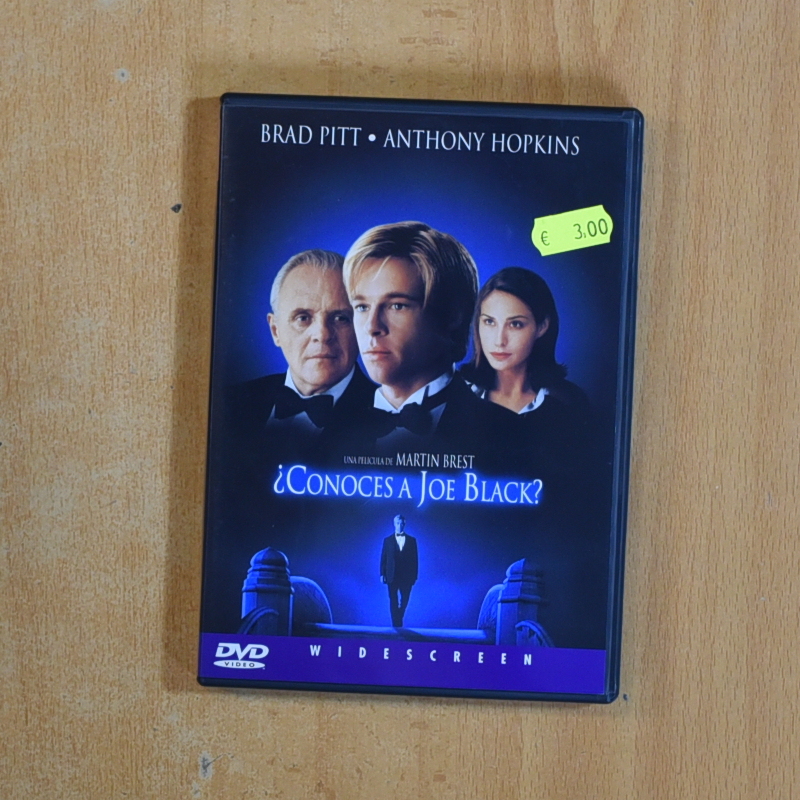 BRAD PITT • ANTHONY HOPKINS
€ 3.00
UNA PELICULA DE MARTIN BREST
¿CONOCES A JOE BLACK?
DVD
VIDEO
WIDESCREEN